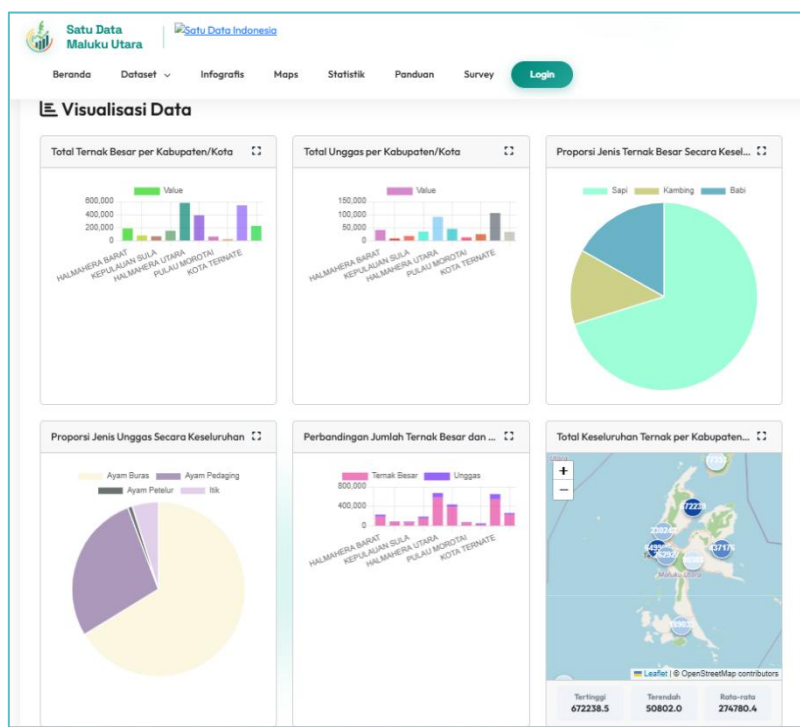 Satu Data
Maluku Utara
Satu Data Indonesia
Beranda Dataset Infografis Maps Statistik Panduan Survey Login
Visualisasi Data
Total Ternak Besar per Kabupaten/Kota
Value
600,000
400,000
200,000
0
HALMAHERA BARAT
KEPULAUAN SULA
HALMAHERA UTARA
PULAU MOROTAI
KOTA TERNATE
Total Unggas per Kabupaten/Kota
Value
150,000
100,000
50,000
0
HALMAHERA BARAT
KEPULAUAN SULA
HALMAHERA UTARA
PULAU MOROTAI
KOTA TERNATE
Proporsi Jenis Ternak Besar Secara Kesel...
Sapi Kambing Babi
Proporsi Jenis Unggas Secara Keseluruhan
Ayam Buras Ayam Pedaging
Ayam Petelur Itik
Perbandingan Jumlah Ternak Besar dan ...
Ternak Besar Unggas
800,000
400,000
0
HALMAHERA BARAT
KEPULAUAN SULA
HALMAHERA UTARA
PULAU MOROTAI
KOTA TERNATE
Total Keseluruhan Ternak per Kabupaten...
+
−
Utara
437176
Maluku Utara
Leaflet | © OpenStreetMap contributors
Tertinggi
672238.5
Terendah
50802.0
Rata-rata
274780.4